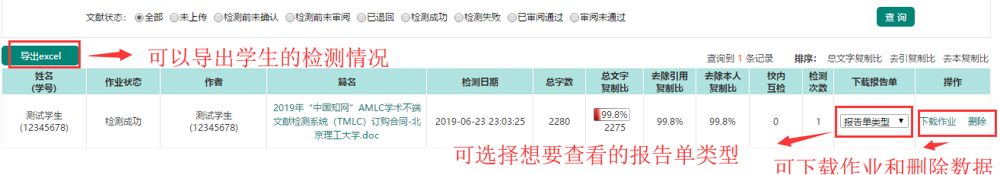 文献状态： 全部 未上传 检测前未确认 检测前未审阅 已退回 检测成功 检测失败 已审阅通过 审阅未通过 查 询
导出excel 可以导出学生的检测情况 查询到 1 条记录 排序： 总文字复制比 去引复制比 去本复制比
姓名
(学号)
作业状态
作者
篇名
检测日期
总字数
总文字
复制比
去除引用
复制比
去除本人
复制比
校内
互检
检测
次数
下载报告单
操作
测试学生
(12345678)
检测成功
测试学生
(12345678)
2019年“中国知网”AMLC学术不端
文献检测系统（TMLC）订购合同-北
京理工大学.doc
2019-06-23 23:03:25
2280
99.8%
2275
99.8%
99.8%
0
1
报告单类型
下载作业 删除
可选择想要查看的报告单类型
可下载作业和删除数据